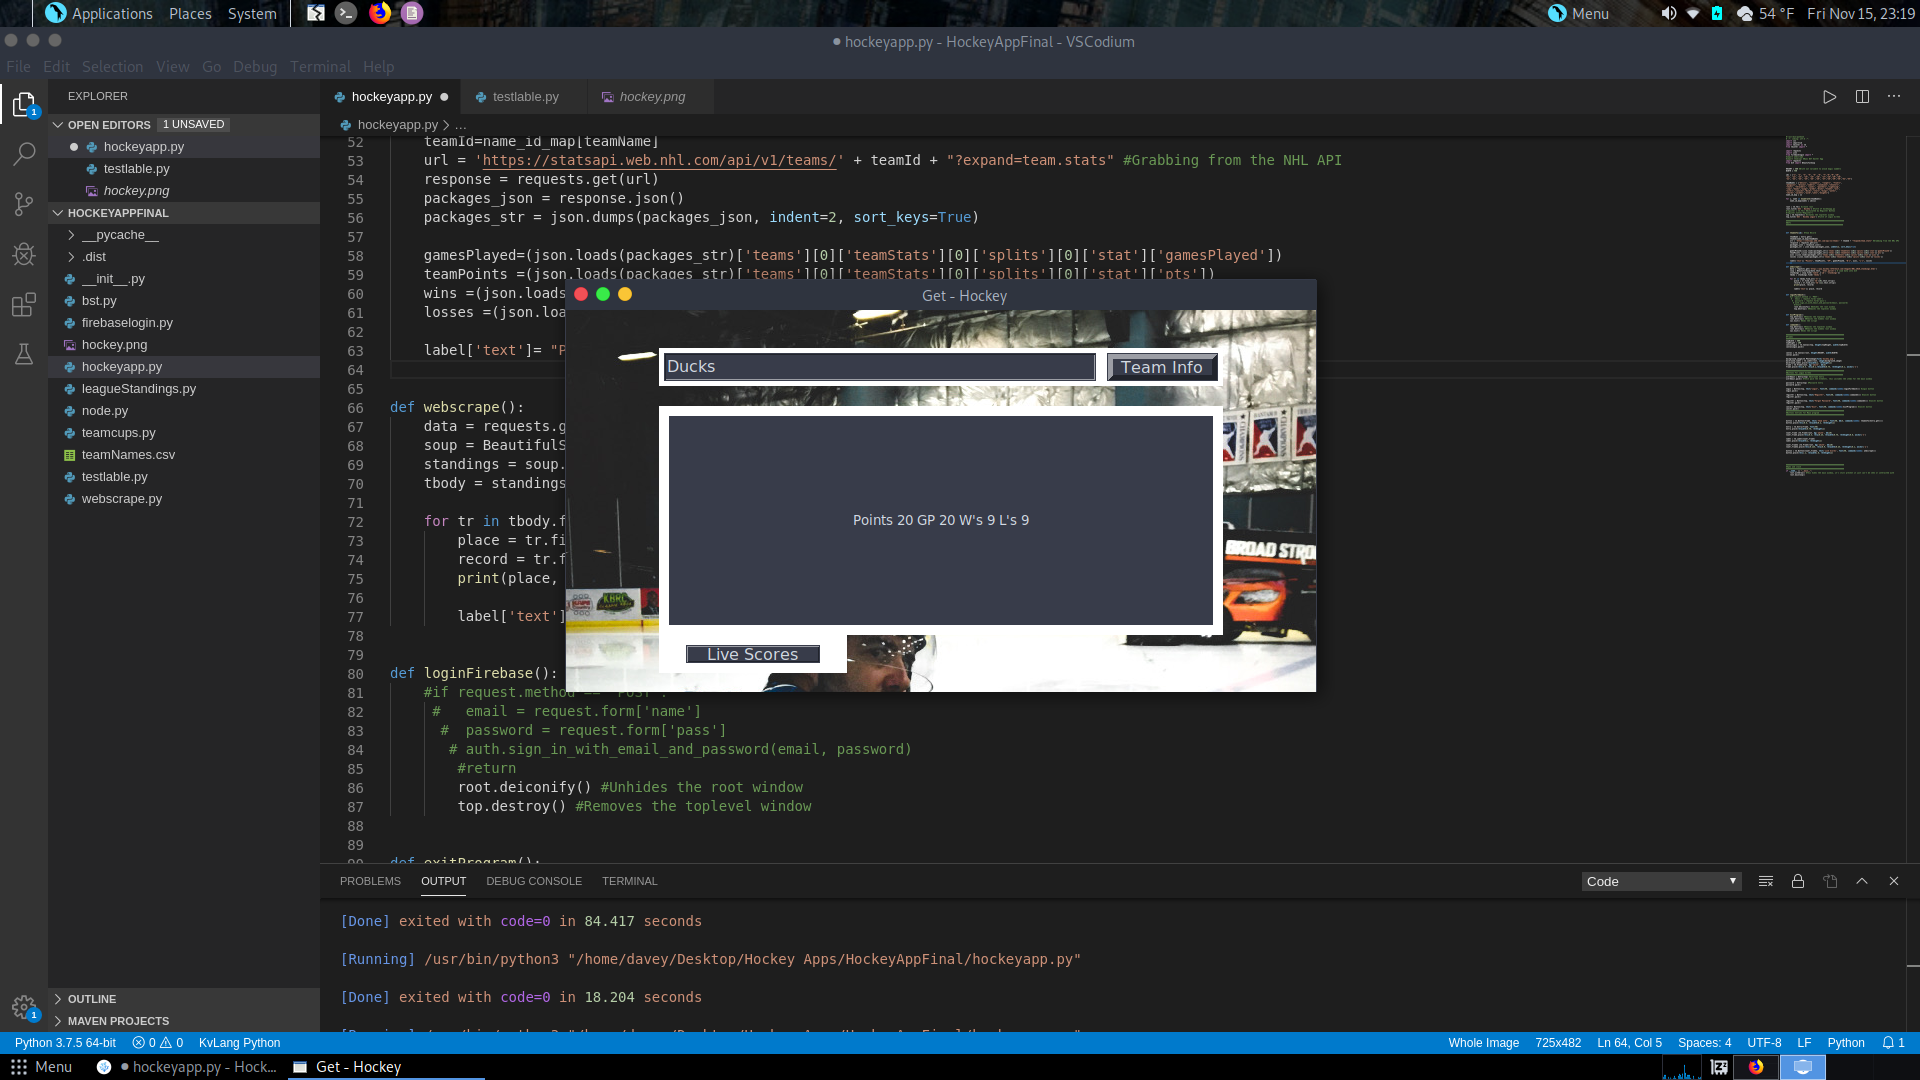 Applications Places System
Menu
54 °F Fri Nov 15, 23:19
● hockeyapp.py - HockeyAppFinal - VSCodium
File Edit Selection View Go Debug Terminal Help
EXPLORER
OPEN EDITORS 1 UNSAVED
hockeyapp.py
testlable.py
hockey.png
HOCKEYAPPFINAL
__pycache__
.dist
__init__.py
bst.py
firebaselogin.py
hockey.png
hockeyapp.py
leagueStandings.py
node.py
teamcups.py
teamNames.csv
testlable.py
webscrape.py
OUTLINE
MAVEN PROJECTS
hockeyapp.py ● testlable.py hockey.png
hockeyapp.py > ...
52 teamId=name_id_map[teamName]
53 url = 'https://statsapi.web.nhl.com/api/v1/teams/' + teamId + "?expand=team.stats" #Grabbing from the NHL API
54 response = requests.get(url)
55 packages_json = response.json()
56 packages_str = json.dumps(packages_json, indent=2, sort_keys=True)
57
58 gamesPlayed=(json.loads(packages_str)['teams'][0]['teamStats'][0]['splits'][0]['stat']['gamesPlayed'])
59 teamPoints =(json.loads(packages_str)['teams'][0]['teamStats'][0]['splits'][0]['stat']['pts'])
60 wins =(json.loads
61 losses =(json.loa
62
63 label['text']= "P
64
65
66 def webscrape():
67 data = requests.g
68 soup = BeautifulS
69 standings = soup.
70 tbody = standings
71
72 for tr in tbody.f
73 place = tr.fi
74 record = tr.f
75 print(place,
76
77 label['text']
78
79
80 def loginFirebase():
81 #if request.method == 'POST':
82 #   email = request.form['name']
83 #  password = request.form['pass']
84 # auth.sign_in_with_email_and_password(email, password)
85 #return
86 root.deiconify() #Unhides the root window
87 top.destroy() #Removes the toplevel window
88
89
90 def exitProgram():
Get - Hockey
Ducks
Team Info
Points 20 GP 20 W's 9 L's 9
Live Scores
BROAD STR
KBRC
PROBLEMS OUTPUT DEBUG CONSOLE TERMINAL
Code
[Done] exited with code=0 in 84.417 seconds
[Running] /usr/bin/python3 "/home/davey/Desktop/Hockey Apps/HockeyAppFinal/hockeyapp.py"
[Done] exited with code=0 in 18.204 seconds
[Running] /usr/bin/python3 "/home/davey/Desktop/Hockey Apps/HockeyAppFinal/hockeyapp.py"
Python 3.7.5 64-bit 0 0 KvLang Python
Whole Image 725x482 Ln 64, Col 5 Spaces: 4 UTF-8 LF Python 1
Menu ● hockeyapp.py - Hock... Get - Hockey